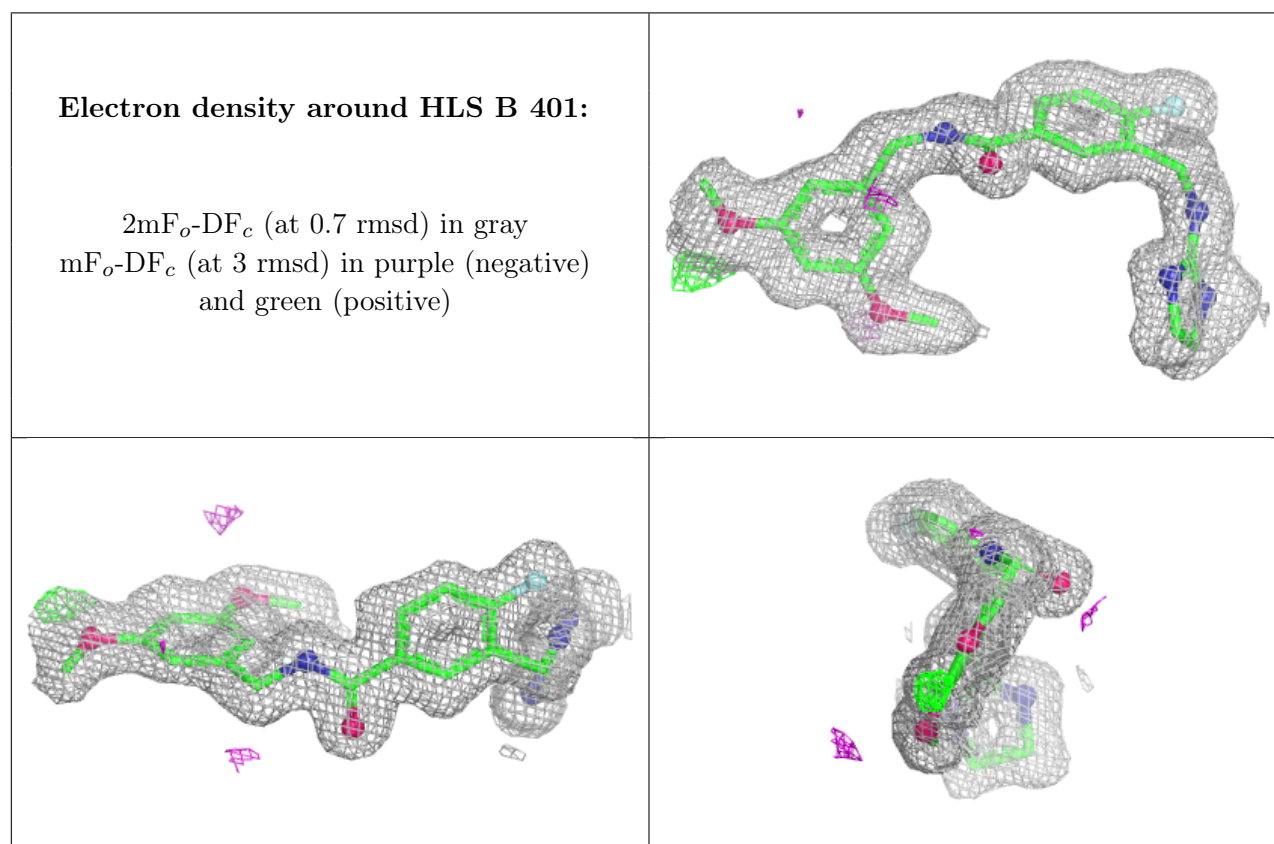 Electron density around HLS B 401:
2mFo-DFc (at 0.7 rmsd) in gray
mFo-DFc (at 3 rmsd) in purple (negative)
and green (positive)